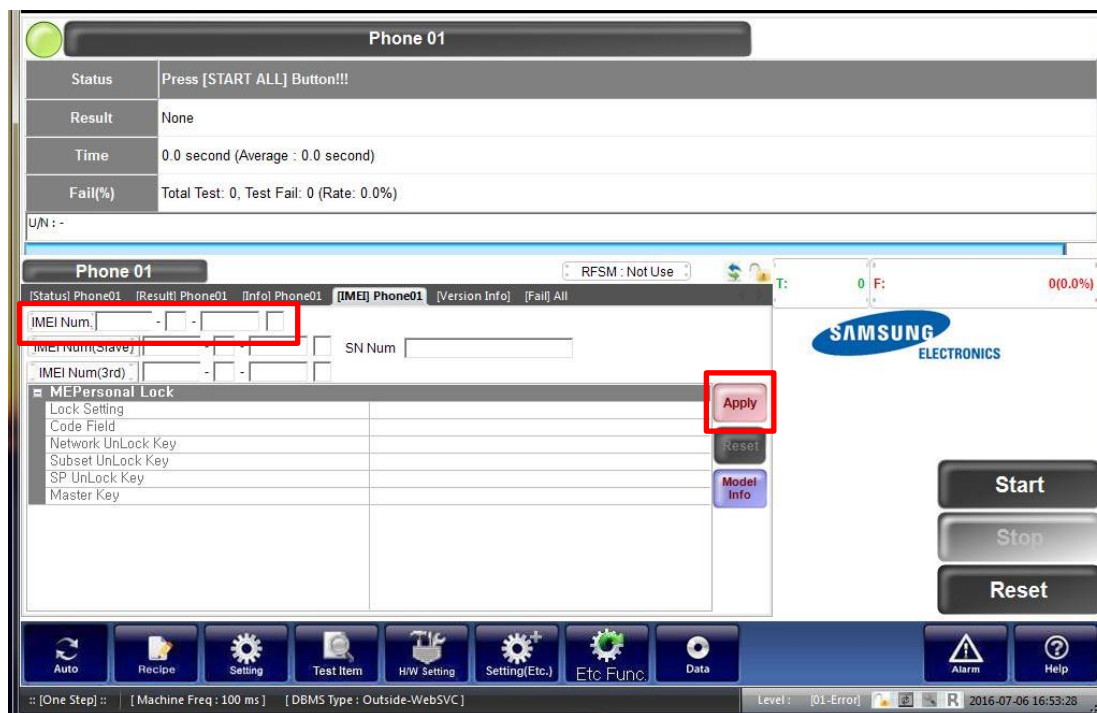 Phone 01
Status Press [START ALL] Button!!!
Result None
Time 0.0 second (Average : 0.0 second)
Fail(%) Total Test: 0, Test Fail: 0 (Rate: 0.0%)
U/N : -
Phone 01 RFSM : Not Use
T: 0 F: 0(0.0%)
[Status] Phone01 [Result] Phone01 [Info] Phone01 [IMEI] Phone01 [Version Info] [Fail] All
IMEI Num. - -
IMEI Num(Slave) - - SN Num
IMEI Num(3rd) - -
SAMSUNG
ELECTRONICS
MEPersonal Lock
Lock Setting
Code Field
Network UnLock Key
Subset UnLock Key
SP UnLock Key
Master Key
Apply
Reset
Model
Info
Start
Stop
Reset
Auto Recipe Setting Test Item H/W Setting Setting(Etc.) Etc Func. Data Alarm Help
:: [One Step] :: [ Machine Freq : 100 ms ] [ DBMS Type : Outside-WebSVC ] Level : [01-Error] R 2016-07-06 16:53:28